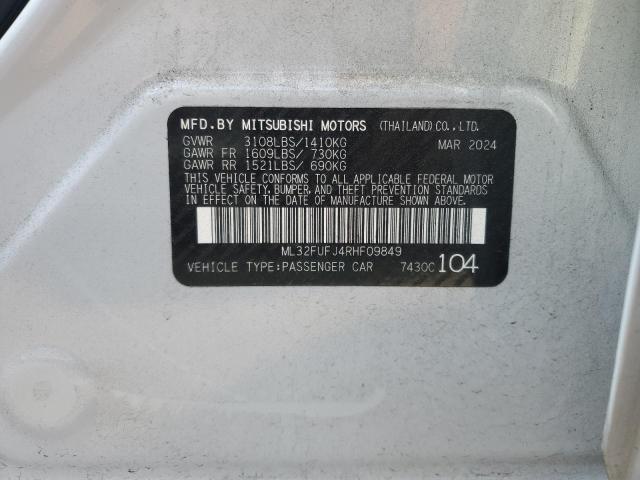 MFD.BY MITSUBISHI MOTORS (THAILAND)CO.,LTD.
GVWR 3108LBS/1410KG MAR 2024
GAWR FR 1609LBS/ 730KG
GAWR RR 1521LBS/ 690KG
THIS VEHICLE CONFORMS TO ALL APPLICABLE FEDERAL MOTOR
VEHICLE SAFETY, BUMPER, AND THEFT PREVENTION STANDARDS
IN EFFECT ON THE DATE OF MANUFACTURE SHOWN ABOVE.
ML32FUFJ4RHF09849
VEHICLE TYPE:PASSENGER CAR 7430C 104